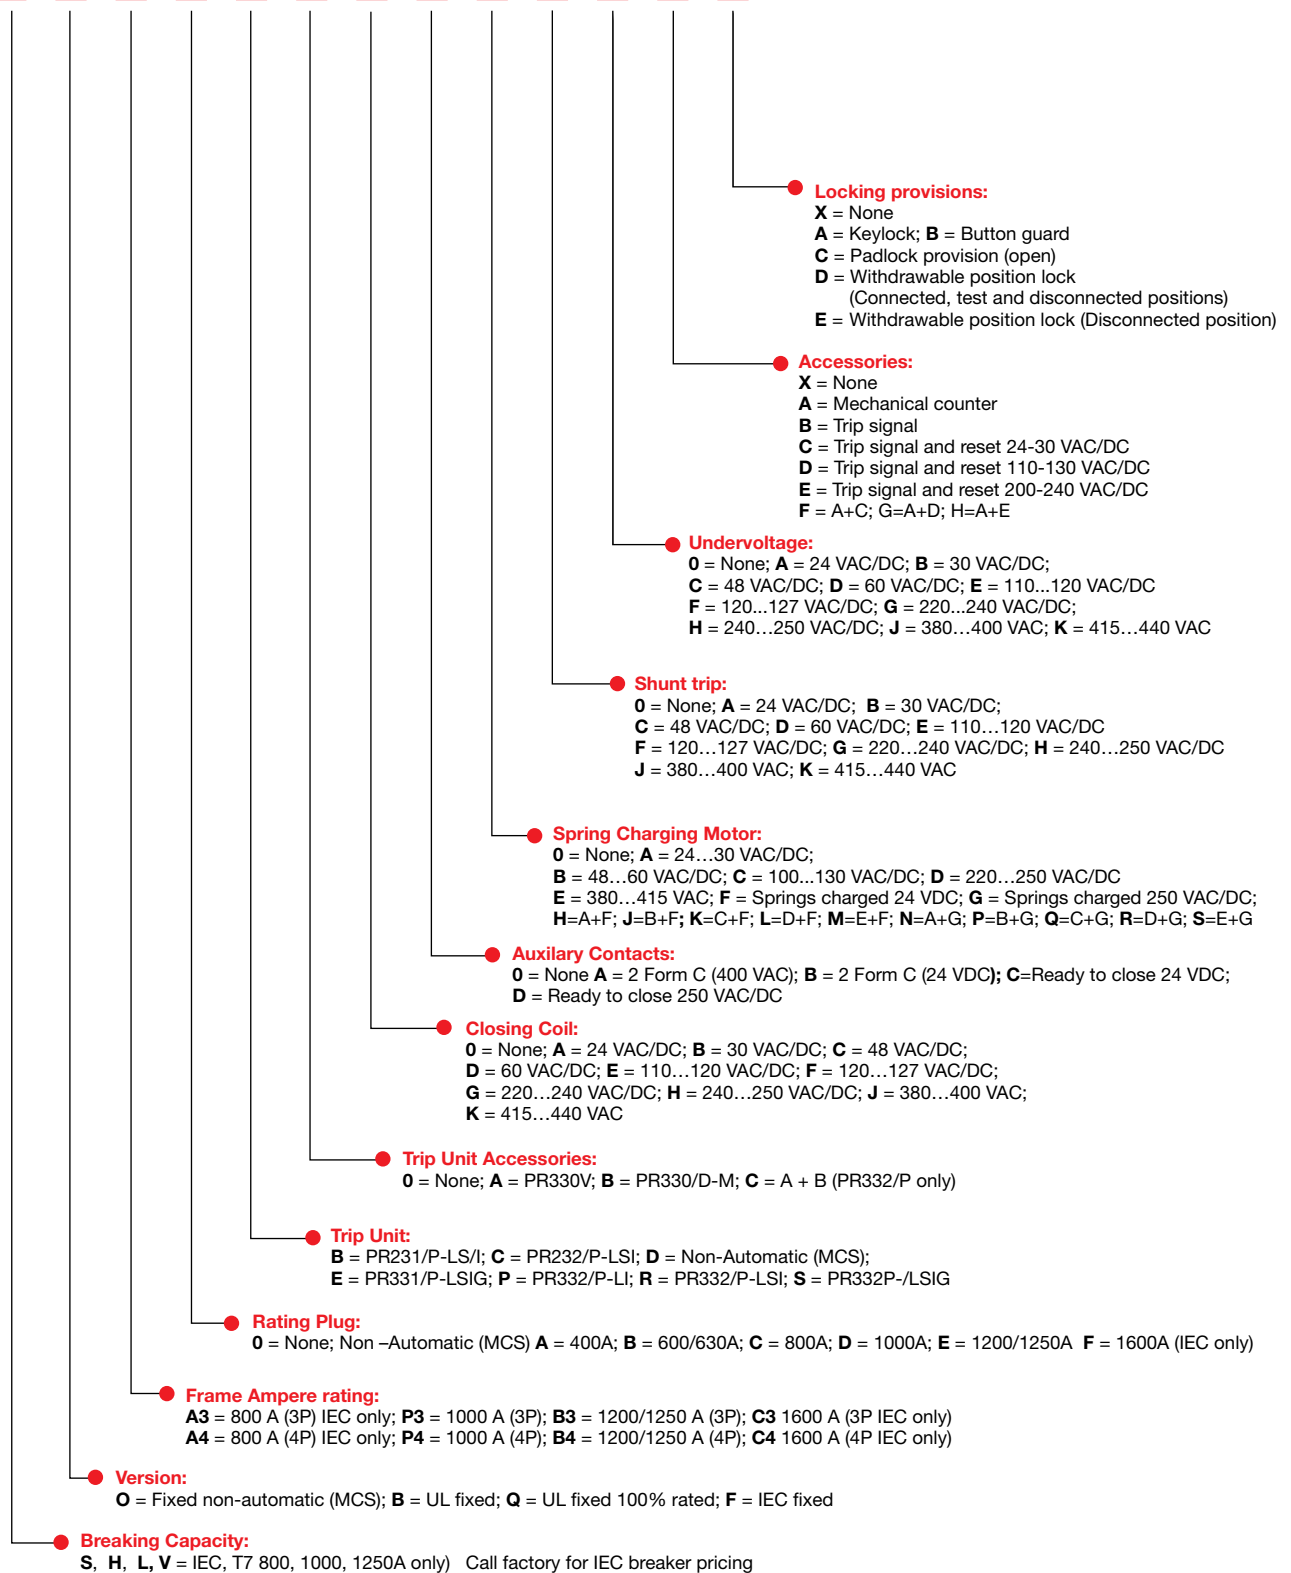 Locking provisions:
X = None
A = Keylock; B = Button guard
C = Padlock provision (open)
D = Withdrawable position lock
(Connected, test and disconnected positions)
E = Withdrawable position lock (Disconnected position)
Accessories:
X = None
A = Mechanical counter
B = Trip signal
C = Trip signal and reset 24-30 VAC/DC
D = Trip signal and reset 110-130 VAC/DC
E = Trip signal and reset 200-240 VAC/DC
F = A+C; G=A+D; H=A+E
Undervoltage:
0 = None; A = 24 VAC/DC; B = 30 VAC/DC;
C = 48 VAC/DC; D = 60 VAC/DC; E = 110...120 VAC/DC
F = 120...127 VAC/DC; G = 220...240 VAC/DC;
H = 240…250 VAC/DC; J = 380…400 VAC; K = 415…440 VAC
Shunt trip:
0 = None; A = 24 VAC/DC; B = 30 VAC/DC;
C = 48 VAC/DC; D = 60 VAC/DC; E = 110…120 VAC/DC
F = 120…127 VAC/DC; G = 220…240 VAC/DC; H = 240…250 VAC/DC
J = 380…400 VAC; K = 415…440 VAC
Spring Charging Motor:
0 = None; A = 24…30 VAC/DC;
B = 48…60 VAC/DC; C = 100...130 VAC/DC; D = 220…250 VAC/DC
E = 380…415 VAC; F = Springs charged 24 VDC; G = Springs charged 250 VAC/DC;
H=A+F; J=B+F; K=C+F; L=D+F; M=E+F; N=A+G; P=B+G; Q=C+G; R=D+G; S=E+G
Auxilary Contacts:
0 = None A = 2 Form C (400 VAC); B = 2 Form C (24 VDC); C=Ready to close 24 VDC;
D = Ready to close 250 VAC/DC
Closing Coil:
0 = None; A = 24 VAC/DC; B = 30 VAC/DC; C = 48 VAC/DC;
D = 60 VAC/DC; E = 110…120 VAC/DC; F = 120…127 VAC/DC;
G = 220…240 VAC/DC; H = 240…250 VAC/DC; J = 380…400 VAC;
K = 415…440 VAC
Trip Unit Accessories:
0 = None; A = PR330V; B = PR330/D-M; C = A + B (PR332/P only)
Trip Unit:
B = PR231/P-LS/I; C = PR232/P-LSI; D = Non-Automatic (MCS);
E = PR331/P-LSIG; P = PR332/P-LI; R = PR332/P-LSI; S = PR332P-/LSIG
Rating Plug:
0 = None; Non –Automatic (MCS) A = 400A; B = 600/630A; C = 800A; D = 1000A; E = 1200/1250A F = 1600A (IEC only)
Frame Ampere rating:
A3 = 800 A (3P) IEC only; P3 = 1000 A (3P); B3 = 1200/1250 A (3P); C3 1600 A (3P IEC only)
A4 = 800 A (4P) IEC only; P4 = 1000 A (4P); B4 = 1200/1250 A (4P); C4 1600 A (4P IEC only)
Version:
O = Fixed non-automatic (MCS); B = UL fixed; Q = UL fixed 100% rated; F = IEC fixed
Breaking Capacity:
S, H, L, V = IEC, T7 800, 1000, 1250A only) Call factory for IEC breaker pricing